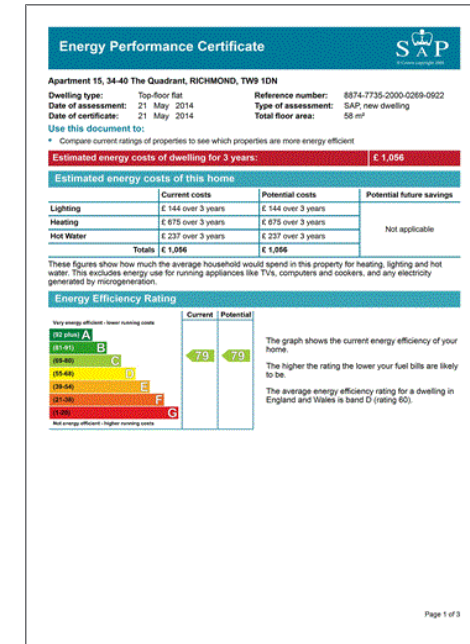 Energy Performance Certificate
SAP
© Crown copyright 2009
Apartment 15, 34-40 The Quadrant, RICHMOND, TW9 1DN
Dwelling type: Top-floor flat Reference number: 8874-7735-2000-0269-0922
Date of assessment: 21 May 2014 Type of assessment: SAP, new dwelling
Date of certificate: 21 May 2014 Total floor area: 58 m²
Use this document to:
• Compare current ratings of properties to see which properties are more energy efficient
Estimated energy costs of dwelling for 3 years: £ 1,056
Estimated energy costs of this home
Current costs Potential costs Potential future savings
Lighting £ 144 over 3 years £ 144 over 3 years
Heating £ 675 over 3 years £ 675 over 3 years
Not applicable
Hot Water £ 237 over 3 years £ 237 over 3 years
Totals £ 1,056 £ 1,056
These figures show how much the average household would spend in this property for heating, lighting and hot
water. This excludes energy use for running appliances like TVs, computers and cookers, and any electricity
generated by microgeneration.
Energy Efficiency Rating
Current Potential
Very energy efficient - lower running costs
(92 plus) A
(81-91) B
(69-80) C
79 79
(55-68) D
(39-54) E
(21-38) F
(1-20) G
Not energy efficient - higher running costs
The graph shows the current energy efficiency of your
home.
The higher the rating the lower your fuel bills are likely
to be.
The average energy efficiency rating for a dwelling in
England and Wales is band D (rating 60).
Page 1 of 3